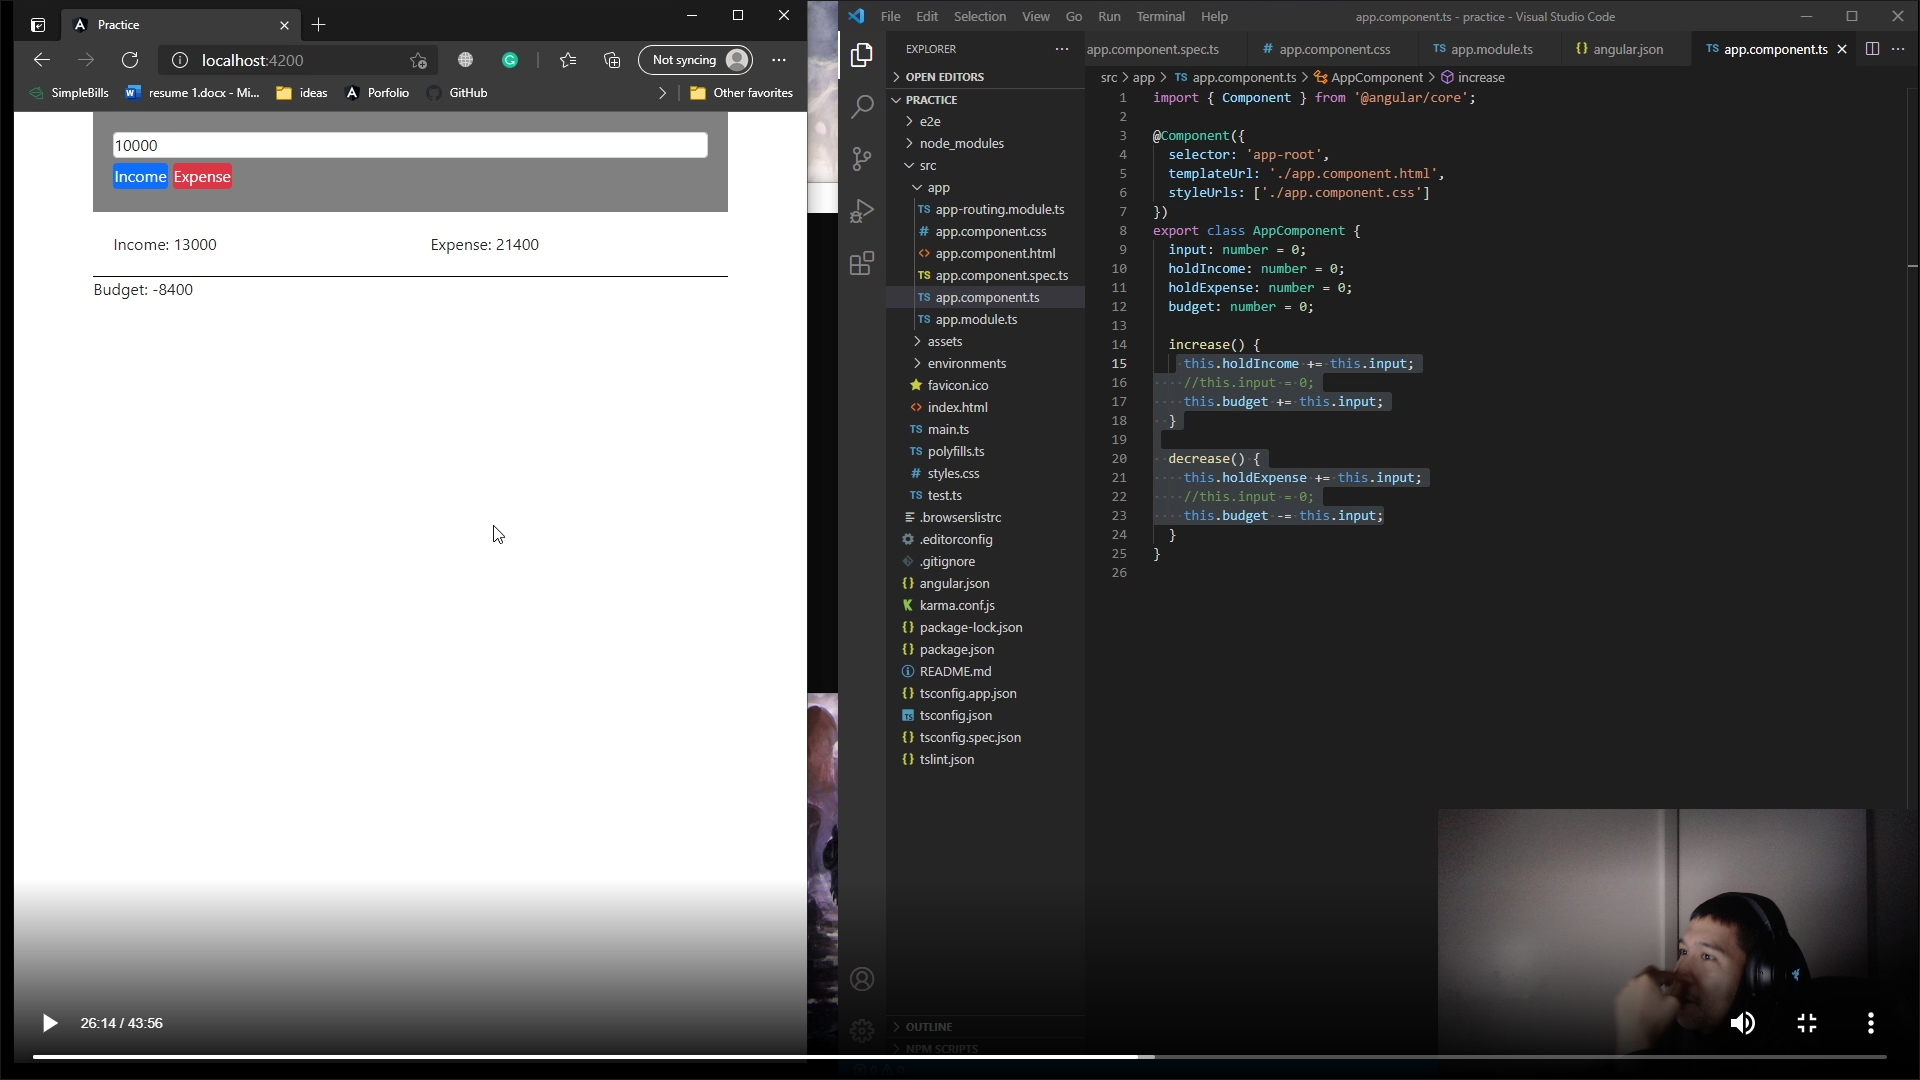 Practice
localhost:4200
Not syncing
SimpleBills
resume 1.docx - Mi...
ideas
Porfolio
GitHub
Other favorites
10000
Income Expense
Income: 13000 Expense: 21400
Budget: -8400
File Edit Selection View Go Run Terminal Help
app.component.ts - practice - Visual Studio Code
EXPLORER
OPEN EDITORS
PRACTICE
e2e
node_modules
src
app
TS app-routing.module.ts
# app.component.css
<> app.component.html
TS app.component.spec.ts
TS app.component.ts
TS app.module.ts
assets
environments
favicon.ico
<> index.html
TS main.ts
TS polyfills.ts
# styles.css
TS test.ts
.browserslistrc
.editorconfig
.gitignore
{} angular.json
karma.conf.js
{} package-lock.json
{} package.json
README.md
{} tsconfig.app.json
TS tsconfig.json
{} tsconfig.spec.json
{} tslint.json
OUTLINE
NPM SCRIPTS
app.component.spec.ts # app.component.css TS app.module.ts {} angular.json TS app.component.ts
src > app > TS app.component.ts > AppComponent > increase
1 import { Component } from '@angular/core';
2
3 @Component({
4 selector: 'app-root',
5 templateUrl: './app.component.html',
6 styleUrls: ['./app.component.css']
7 })
8 export class AppComponent {
9 input: number = 0;
10 holdIncome: number = 0;
11 holdExpense: number = 0;
12 budget: number = 0;
13
14 increase() {
15 this.holdIncome += this.input;
16 //this.input = 0;
17 this.budget += this.input;
18 }
19
20 decrease() {
21 this.holdExpense += this.input;
22 //this.input = 0;
23 this.budget -= this.input;
24 }
25 }
26
26:14 / 43:56